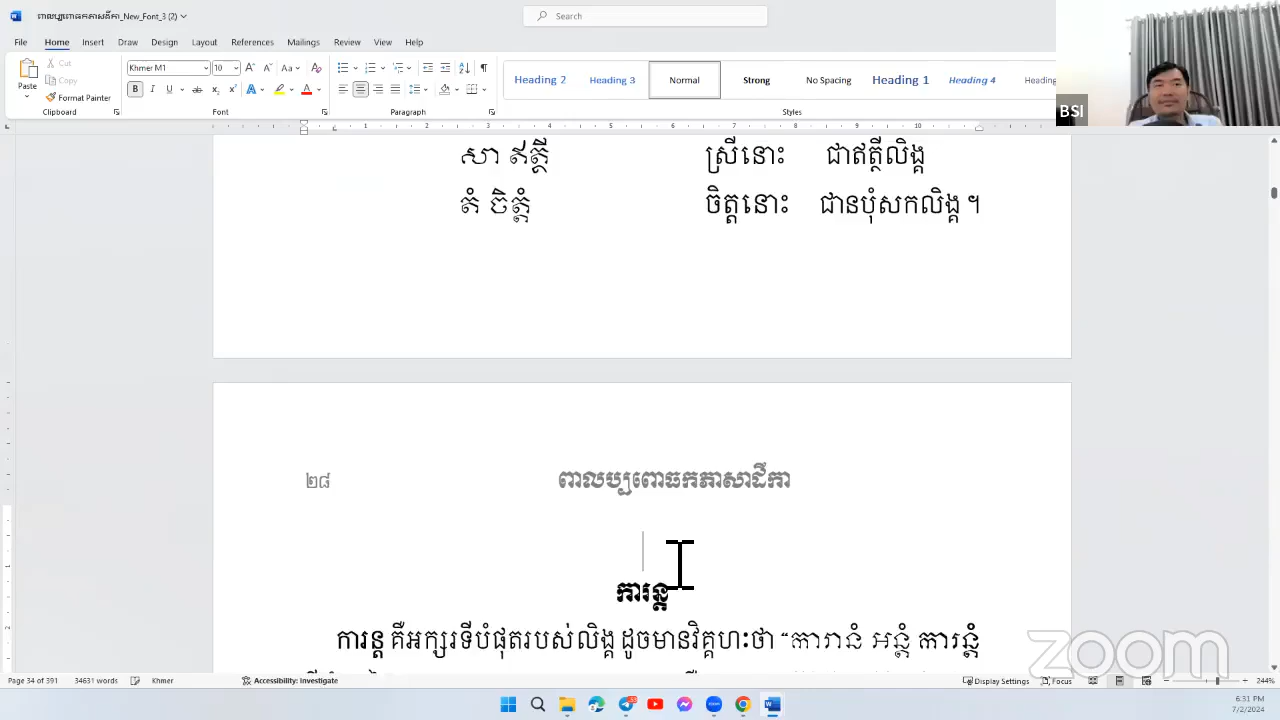 ពាលប្បពោធកភាសាដីកា_New_Font_3 (2)
Search
File Home Insert Draw Design Layout References Mailings Review View Help
Paste Cut Copy Format Painter
Khmer M1 10
Heading 2 Heading 3 Normal Strong No Spacing Heading 1 Heading 4 Heading
Clipboard Font Paragraph Styles
BSI
សា ឥត្ថី ស្រីនោះ ជាឥត្ថីលិង្គ
តំ ចិត្តំ ចិត្តនោះ ជានបុំសកលិង្គ ។
២៨ ពាលប្បពោធកភាសាដីកា
ការន្ត
ការន្ត គឺអក្សរទីបំផុតរបស់លិង្គ ដូចមានវិគ្គហៈថា “ការានំ អន្តំ ការន្តំ
zoom
Page 34 of 391 34631 words Khmer Accessibility: Investigate Display Settings Focus 244%
6:31 PM
7/2/2024